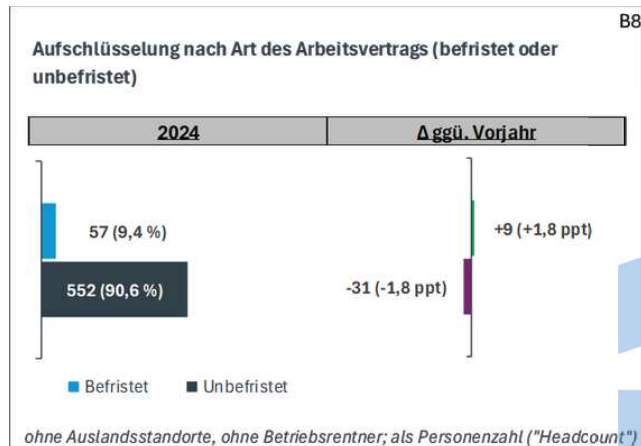 B8
Aufschlüsselung nach Art des Arbeitsvertrags (befristet oder
unbefristet)
2024
Δ ggü. Vorjahr
57 (9,4 %)
+9 (+1,8 ppt)
552 (90,6 %)
-31 (-1,8 ppt)
Befristet
Unbefristet
ohne Auslandsstandorte, ohne Betriebsrentner; als Personenzahl ("Headcount")